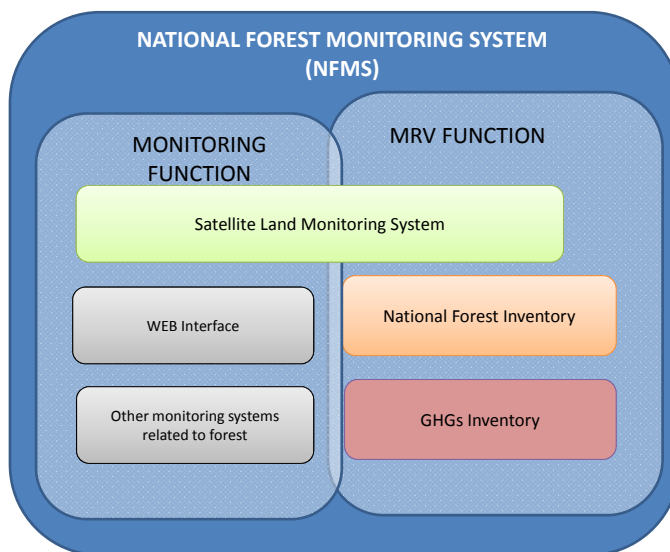 NATIONAL FOREST MONITORING SYSTEM
(NFMS)
MONITORING
FUNCTION
MRV FUNCTION
Satellite Land Monitoring System
WEB Interface
National Forest Inventory
Other monitoring systems
related to forest
GHGs Inventory